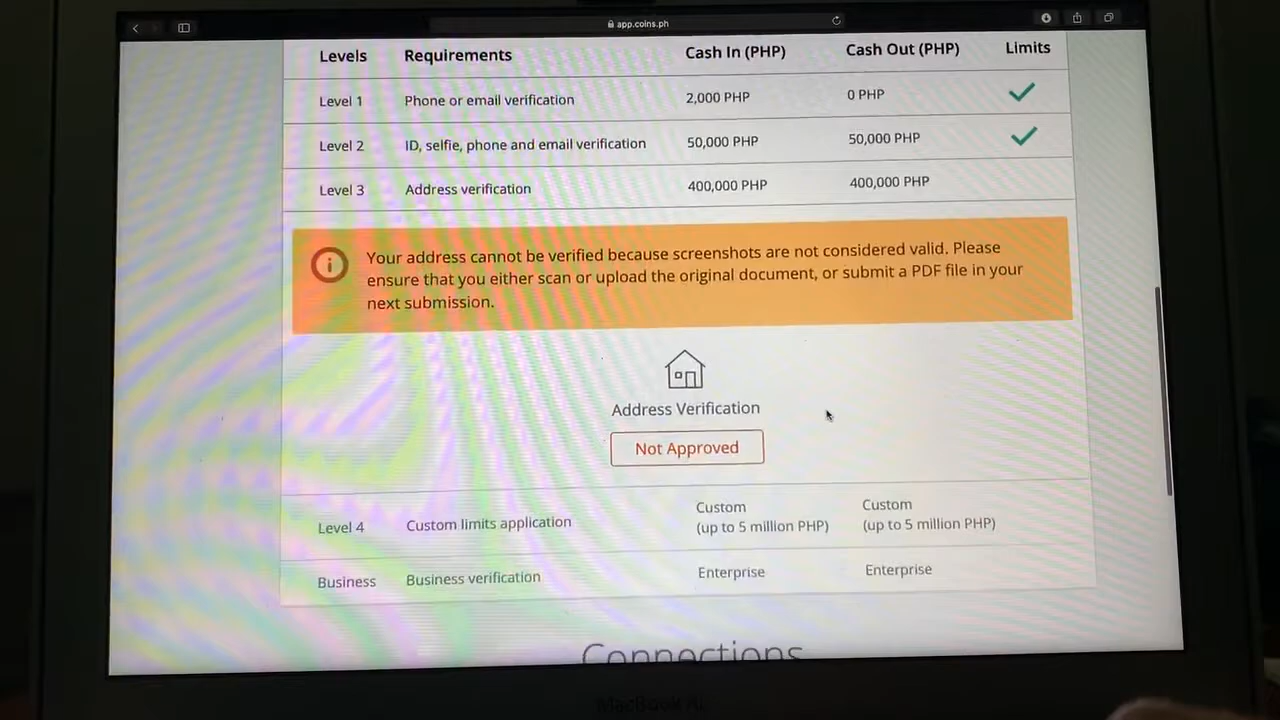 app.coins.ph
Levels Requirements Cash In (PHP) Cash Out (PHP) Limits
Level 1 Phone or email verification 2,000 PHP 0 PHP
Level 2 ID, selfie, phone and email verification 50,000 PHP 50,000 PHP
Level 3 Address verification 400,000 PHP 400,000 PHP
Your address cannot be verified because screenshots are not considered valid. Please
ensure that you either scan or upload the original document, or submit a PDF file in your
next submission.
Address Verification
Not Approved
Level 4 Custom limits application Custom (up to 5 million PHP) Custom (up to 5 million PHP)
Business Business verification Enterprise Enterprise
Connections
MacBook Air